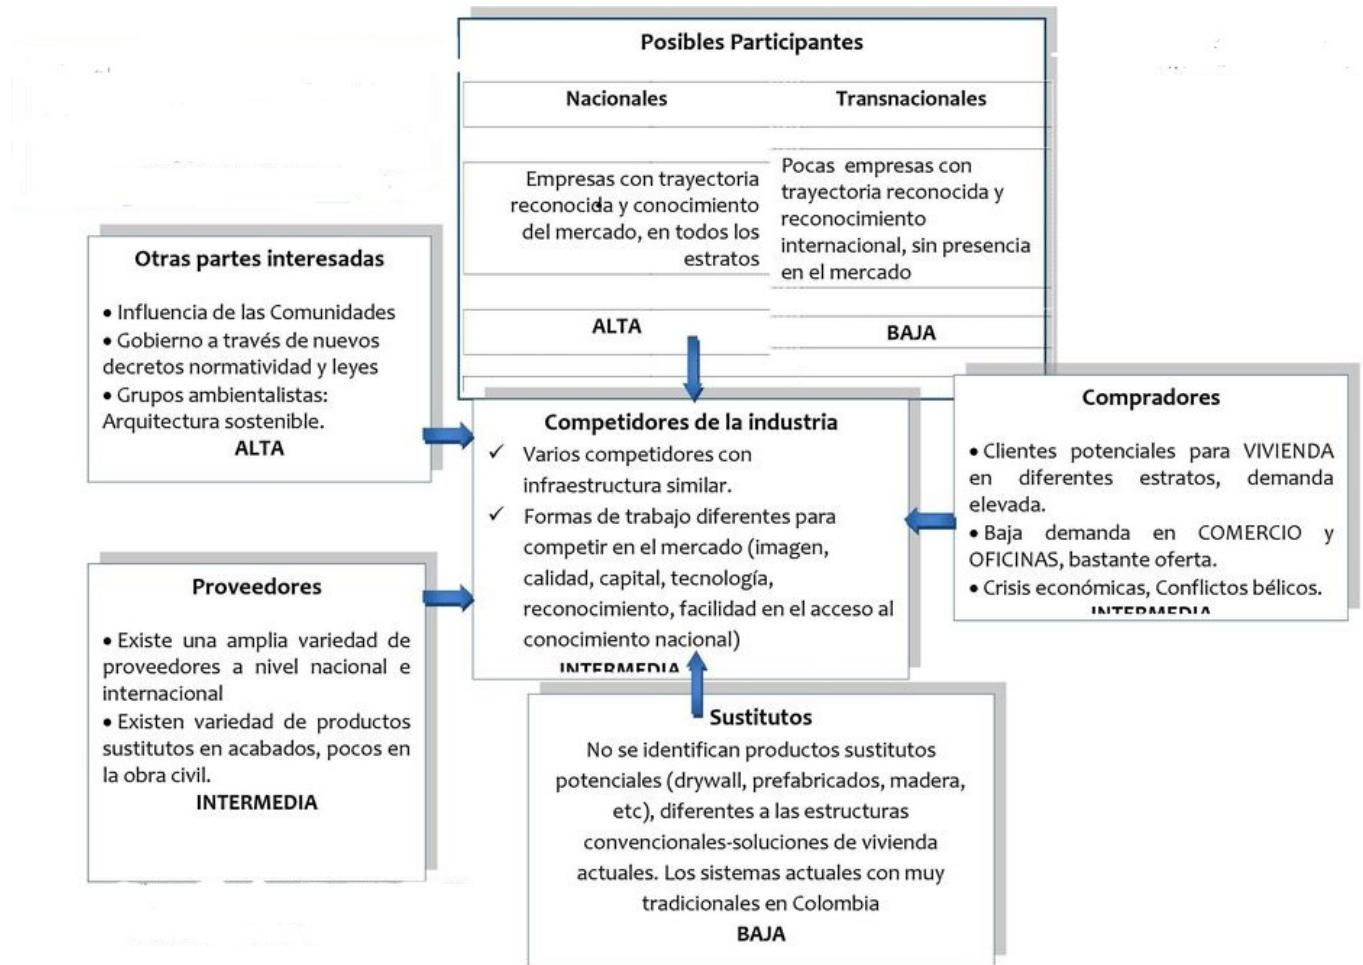 Posibles Participantes
Nacionales
Transnacionales
Empresas con trayectoria
reconocida y conocimiento
del mercado, en todos los
estratos
Pocas empresas con
trayectoria reconocida y
reconocimiento
internacional, sin presencia
en el mercado
ALTA
BAJA
Otras partes interesadas
• Influencia de las Comunidades
• Gobierno a través de nuevos
decretos normatividad y leyes
• Grupos ambientalistas:
Arquitectura sostenible.
ALTA
Competidores de la industria
✓ Varios competidores con
infraestructura similar.
✓ Formas de trabajo diferentes para
competir en el mercado (imagen,
calidad, capital, tecnología,
reconocimiento, facilidad en el acceso al
conocimiento nacional)
INTERMEDIA
Compradores
• Clientes potenciales para VIVIENDA
en diferentes estratos, demanda
elevada.
• Baja demanda en COMERCIO y
OFICINAS, bastante oferta.
• Crisis económicas, Conflictos bélicos.
INTERMEDIA
Proveedores
• Existe una amplia variedad de
proveedores a nivel nacional e
internacional
• Existen variedad de productos
sustitutos en acabados, pocos en
la obra civil.
INTERMEDIA
Sustitutos
No se identifican productos sustitutos
potenciales (drywall, prefabricados, madera,
etc), diferentes a las estructuras
convencionales-soluciones de vivienda
actuales. Los sistemas actuales con muy
tradicionales en Colombia
BAJA